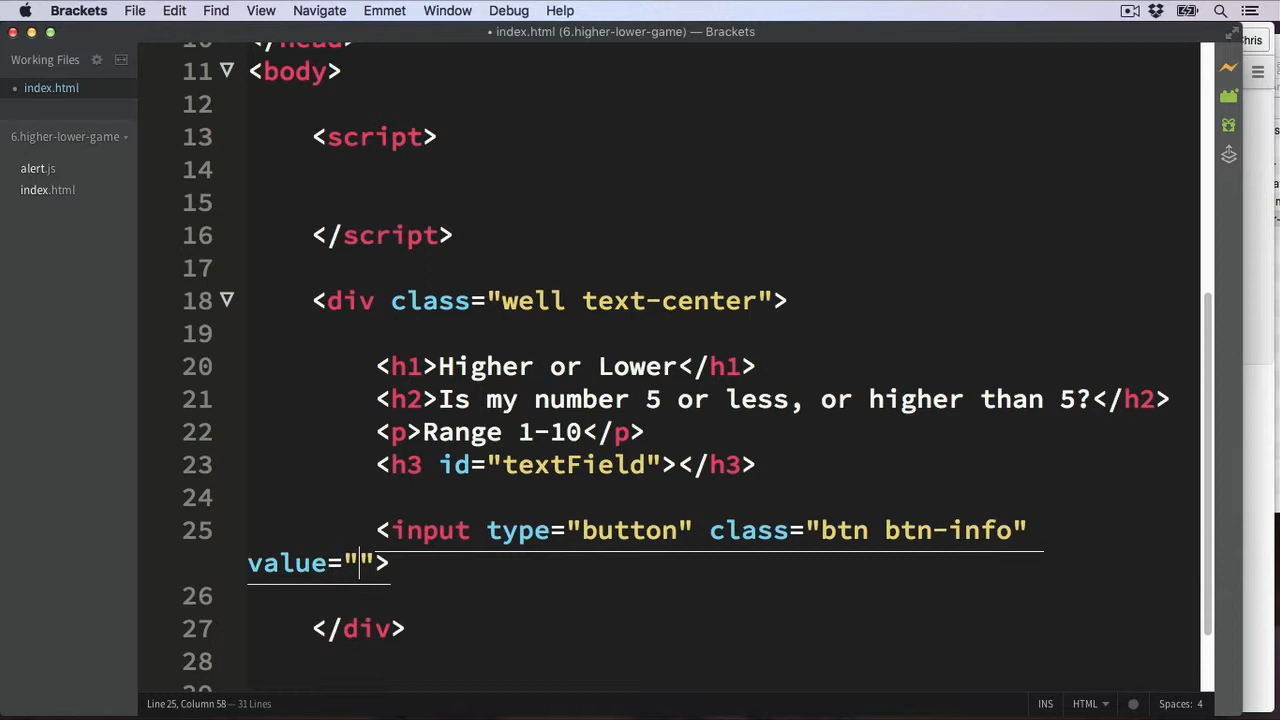 Brackets File Edit Find View Navigate Emmet Window Debug Help
• index.html (6.higher-lower-game) — Brackets
hris
Working Files
• index.html
6.higher-lower-game
alert.js
index.html
10 </head>
11 <body>
12
13 <script>
14
15
16 </script>
17
18 <div class="well text-center">
19
20 <h1>Higher or Lower</h1>
21 <h2>Is my number 5 or less, or higher than 5?</h2>
22 <p>Range 1-10</p>
23 <h3 id="textField"></h3>
24
25 <input type="button" class="btn btn-info"
value="">
26
27 </div>
28
Line 25, Column 58 — 31 Lines
INS HTML Spaces: 4